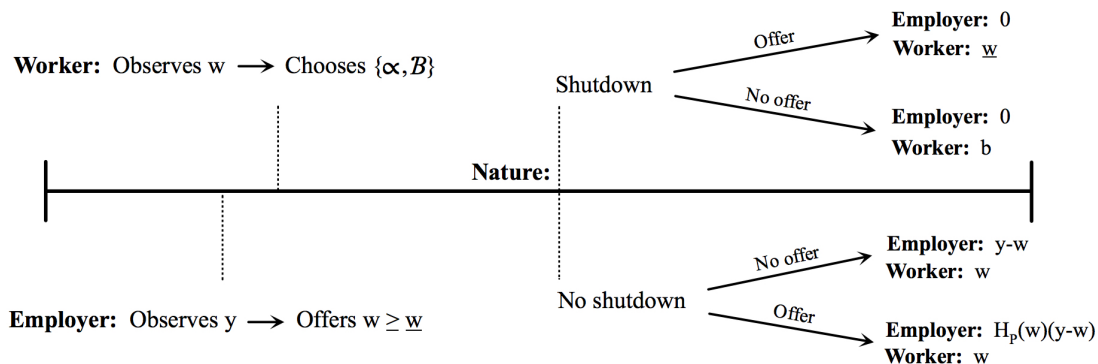 Employer: 0
Worker: w
Offer
Worker: Observes w → Chooses {∝, ℬ}
Shutdown
No offer
Employer: 0
Worker: b
Nature:
Employer: y-w
Worker: w
No offer
No shutdown
Offer
Employer: Observes y → Offers w ≥ w
Employer: Hₚ(w)(y-w)
Worker: w